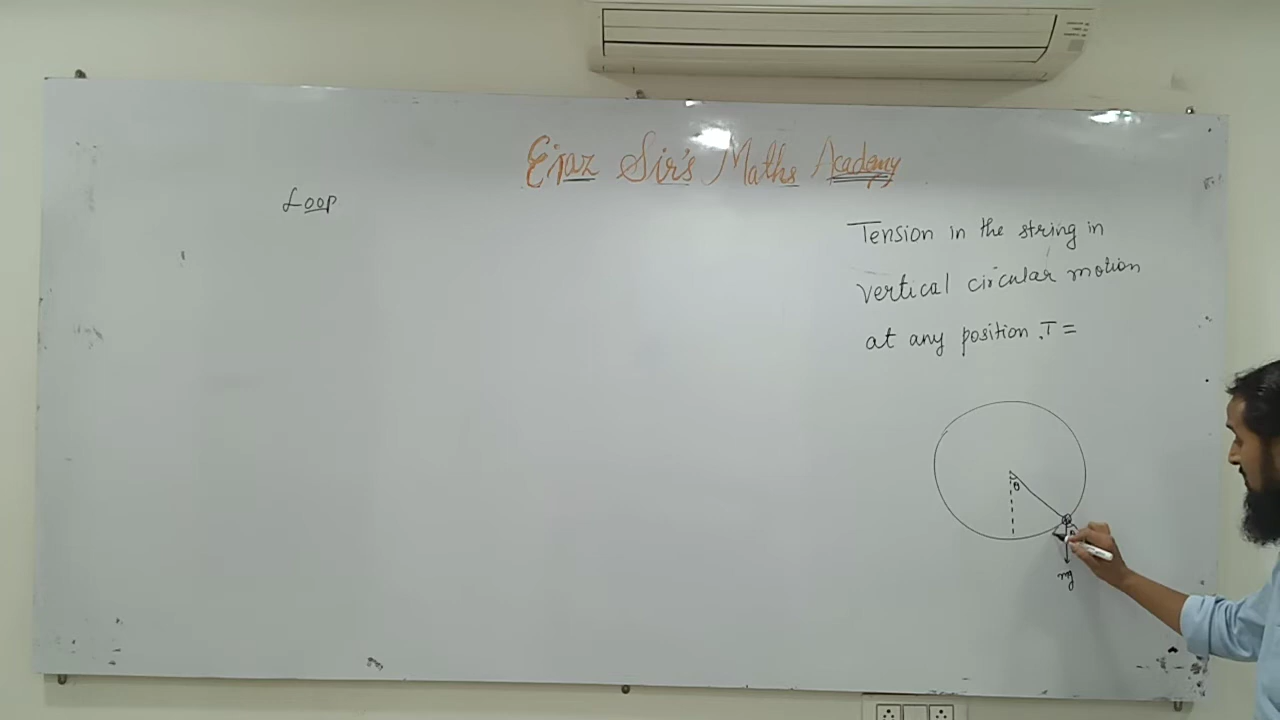 Ejaz Sir's Maths Academy
Loop
Tension in the string in
vertical circular motion
at any position. T =
θ
mg